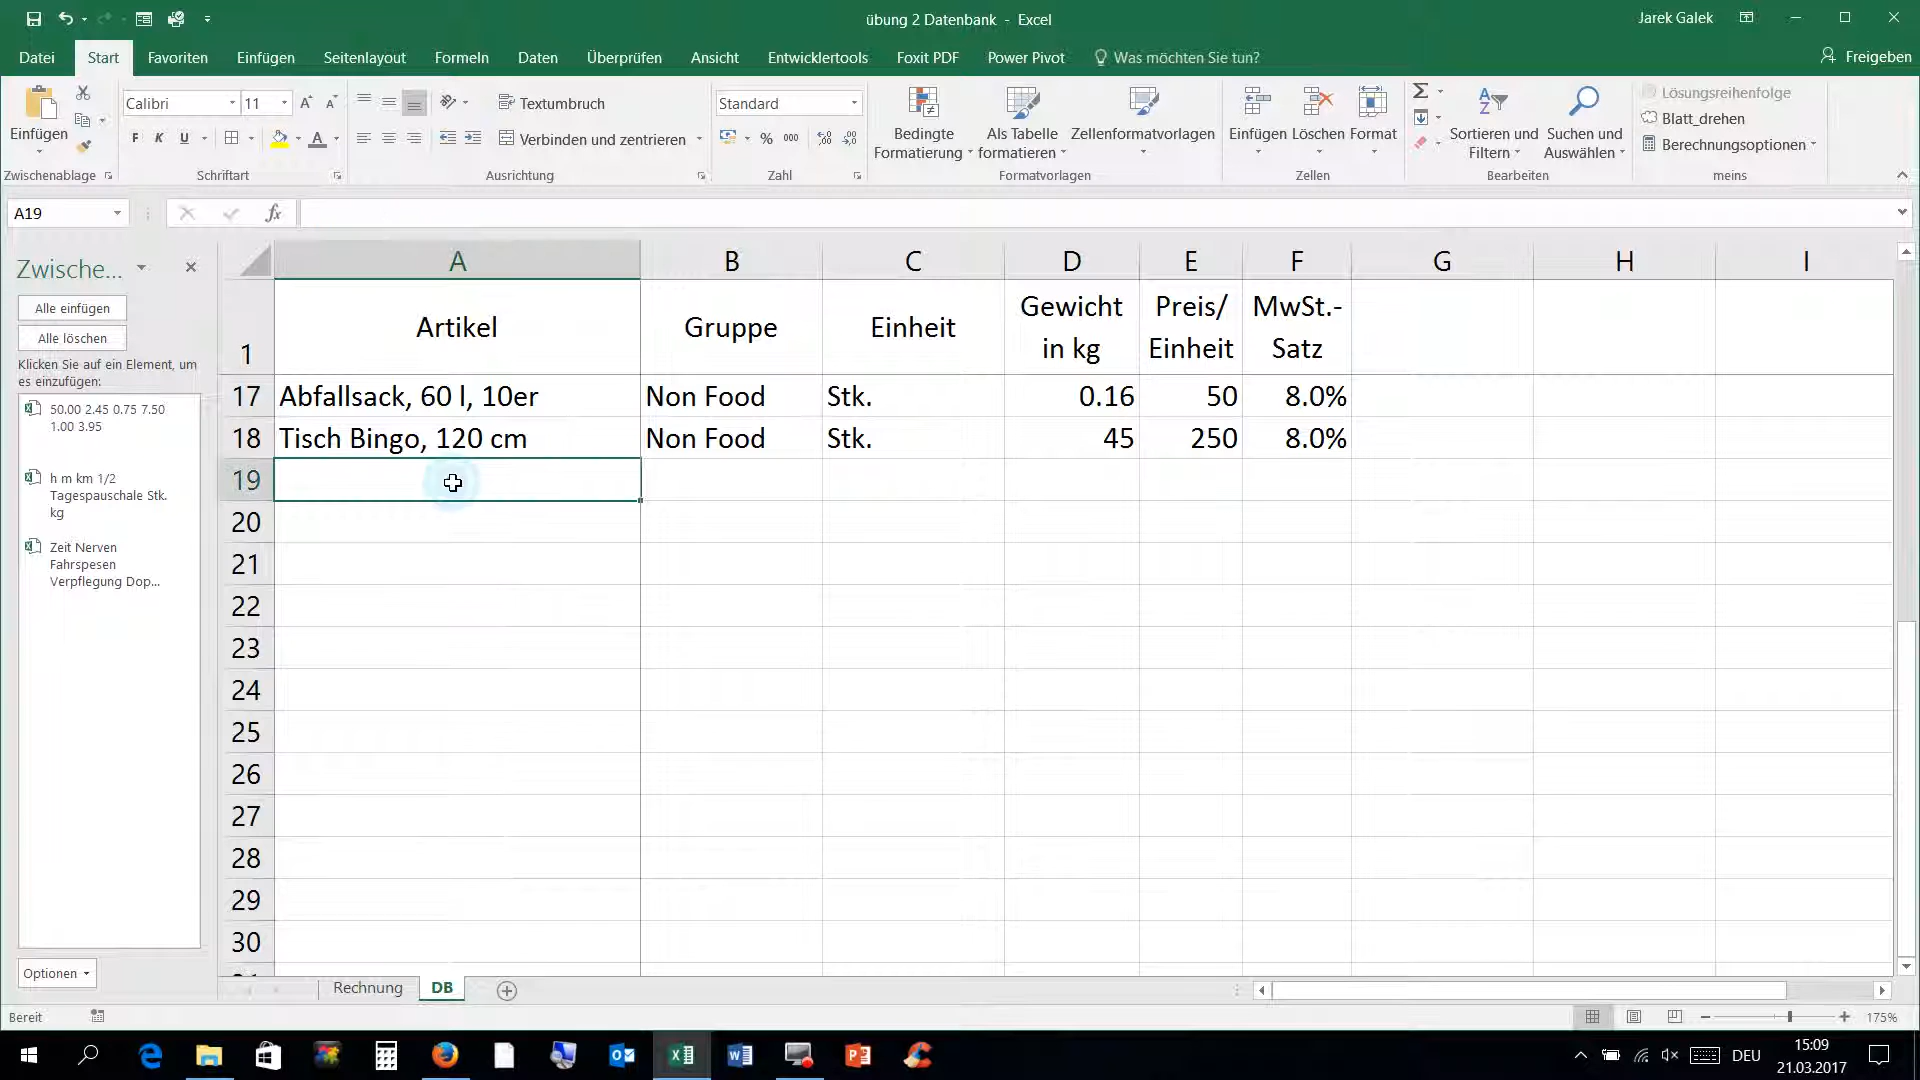 übung 2 Datenbank - Excel
Jarek Galek
Datei Start Favoriten Einfügen Seitenlayout Formeln Daten Überprüfen Ansicht Entwicklertools Foxit PDF Power Pivot Was möchten Sie tun? Freigeben
Einfügen
Zwischenablage
Calibri 11
F K U
Schriftart
Textumbruch
Verbinden und zentrieren
Ausrichtung
Standard
% 000
Zahl
Bedingte
Formatierung
Als Tabelle
formatieren
Zellenformatvorlagen
Formatvorlagen
Einfügen Löschen Format
Zellen
Sortieren und
Filtern
Suchen und
Auswählen
Bearbeiten
Lösungsreihenfolge
Blatt_drehen
Berechnungsoptionen
meins
A19
fx
Zwische...
Alle einfügen
Alle löschen
Klicken Sie auf ein Element, um
es einzufügen:
50.00 2.45 0.75 7.50
1.00 3.95
h m km 1/2
Tagespauschale Stk.
kg
Zeit Nerven
Fahrspesen
Verpflegung Dop...
Optionen
A B C D E F G H I
1 Artikel Gruppe Einheit Gewicht in kg Preis/ Einheit MwSt.- Satz
17 Abfallsack, 60 l, 10er Non Food Stk. 0.16 50 8.0%
18 Tisch Bingo, 120 cm Non Food Stk. 45 250 8.0%
19
20
21
22
23
24
25
26
27
28
29
30
Rechnung DB
Bereit
175%
DEU
15:09
21.03.2017